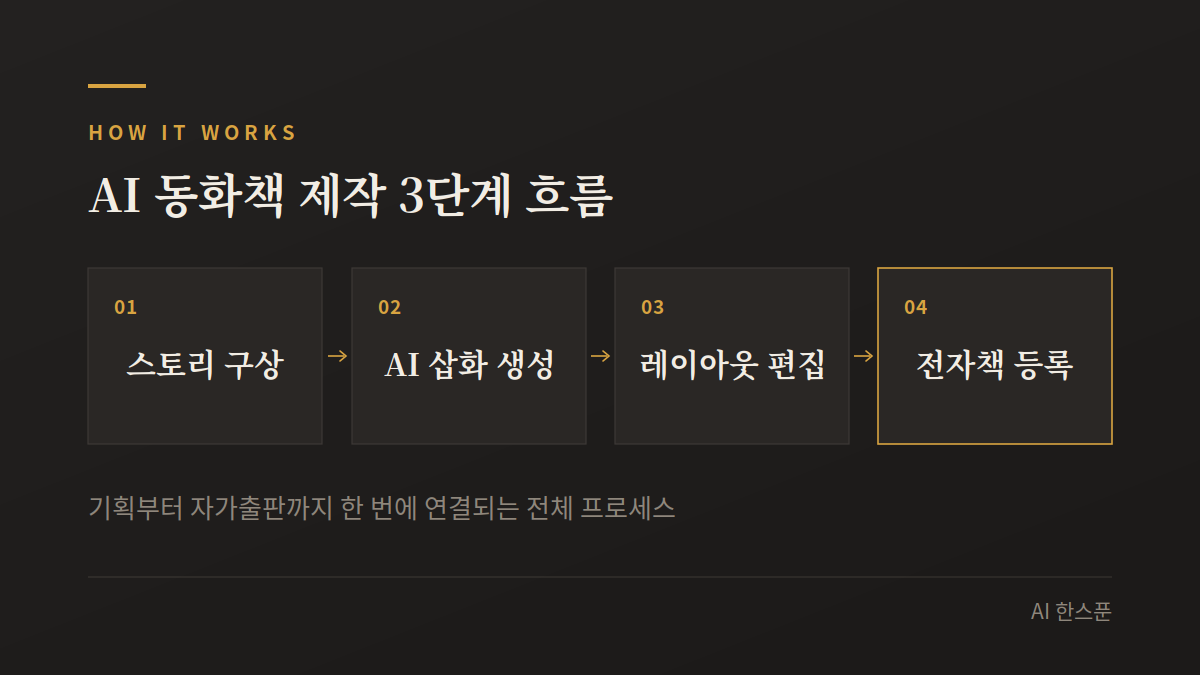 HOW IT WORKS
AI 동화책 제작 3단계 흐름
01
스토리 구상
→
02
AI 삽화 생성
→
03
레이아웃 편집
→
04
전자책 등록
기획부터 자가출판까지 한 번에 연결되는 전체 프로세스
AI 한스푼